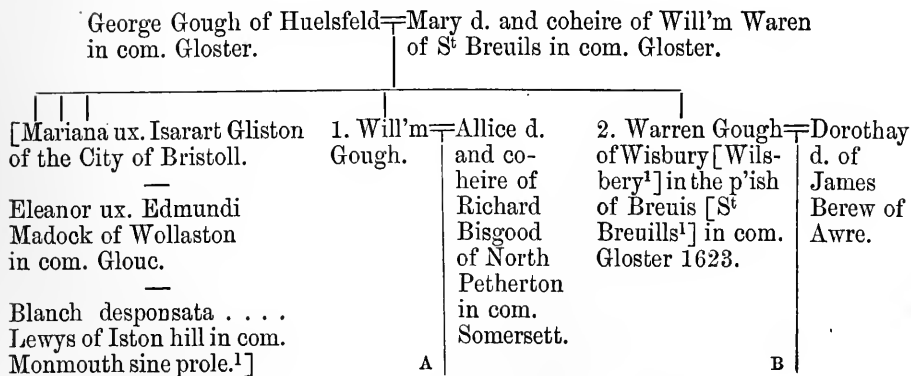 George Gough of Huelsfeld
in com. Gloster.
Mary d. and coheire of Will'm Waren
of St Breuils in com. Gloster.
[Mariana ux. Isarart Gliston
of the City of Bristoll.
Eleanor ux. Edmundi
Madock of Wollaston
in com. Glouc.
Blanch desponsata . . . .
Lewys of Iston hill in com.
Monmouth sine prole.1]
1. Will'm
Gough.
Allice d.
and co-
heire of
Richard
Bisgood
of North
Petherton
in com.
Somersett.
A
2. Warren Gough
of Wisbury [Wils-
bery1] in the p'ish
of Breuis [St
Breuills1] in com.
Gloster 1623.
Dorothay
d. of
James
Berew of
Awre.
B